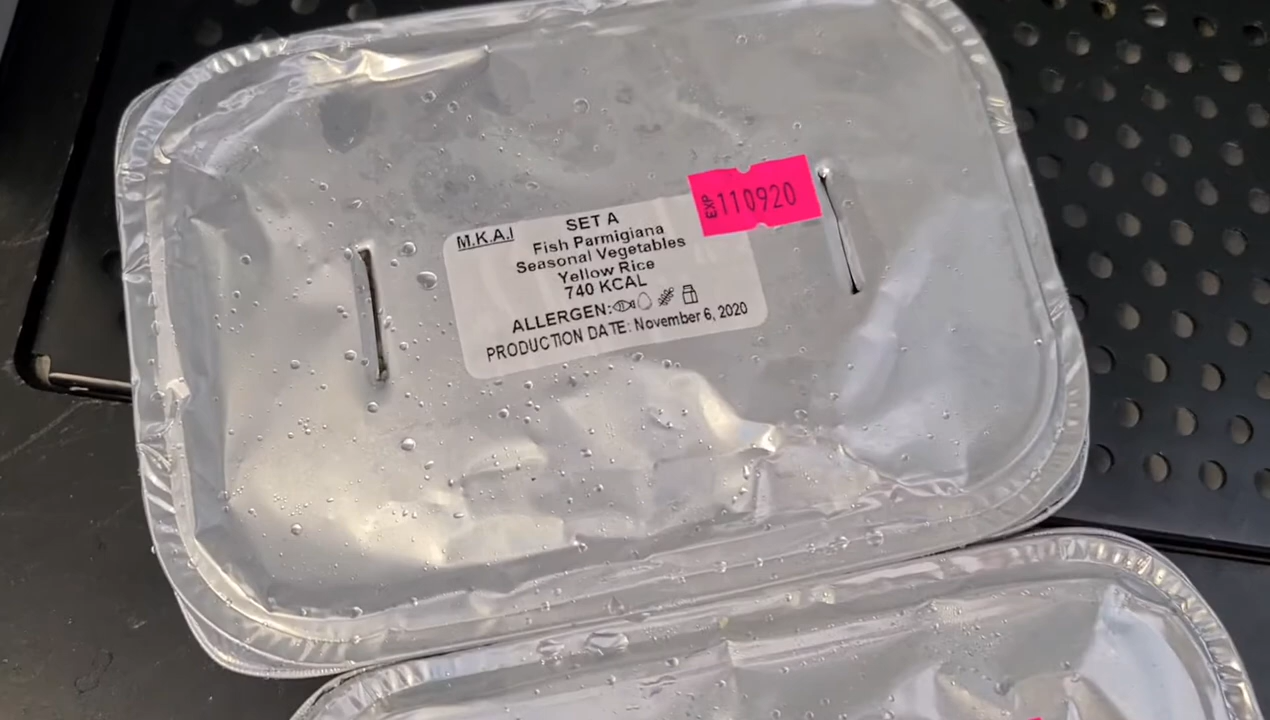 EXP 110920
M.K.A.I
SET A
Fish Parmigiana
Seasonal Vegetables
Yellow Rice
740 KCAL
ALLERGEN:
PRODUCTION DATE: November 6, 2020